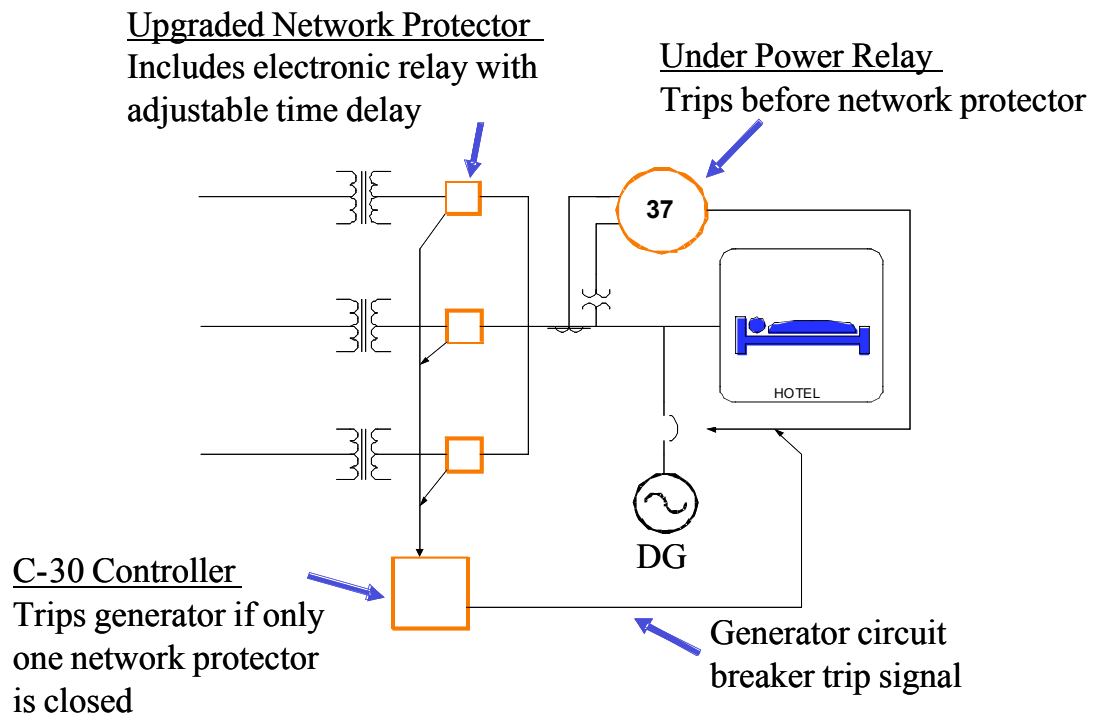 Upgraded Network Protector
Includes electronic relay with
adjustable time delay
Under Power Relay
Trips before network protector
37
HOTEL
DG
C-30 Controller
Trips generator if only
one network protector
is closed
Generator circuit
breaker trip signal